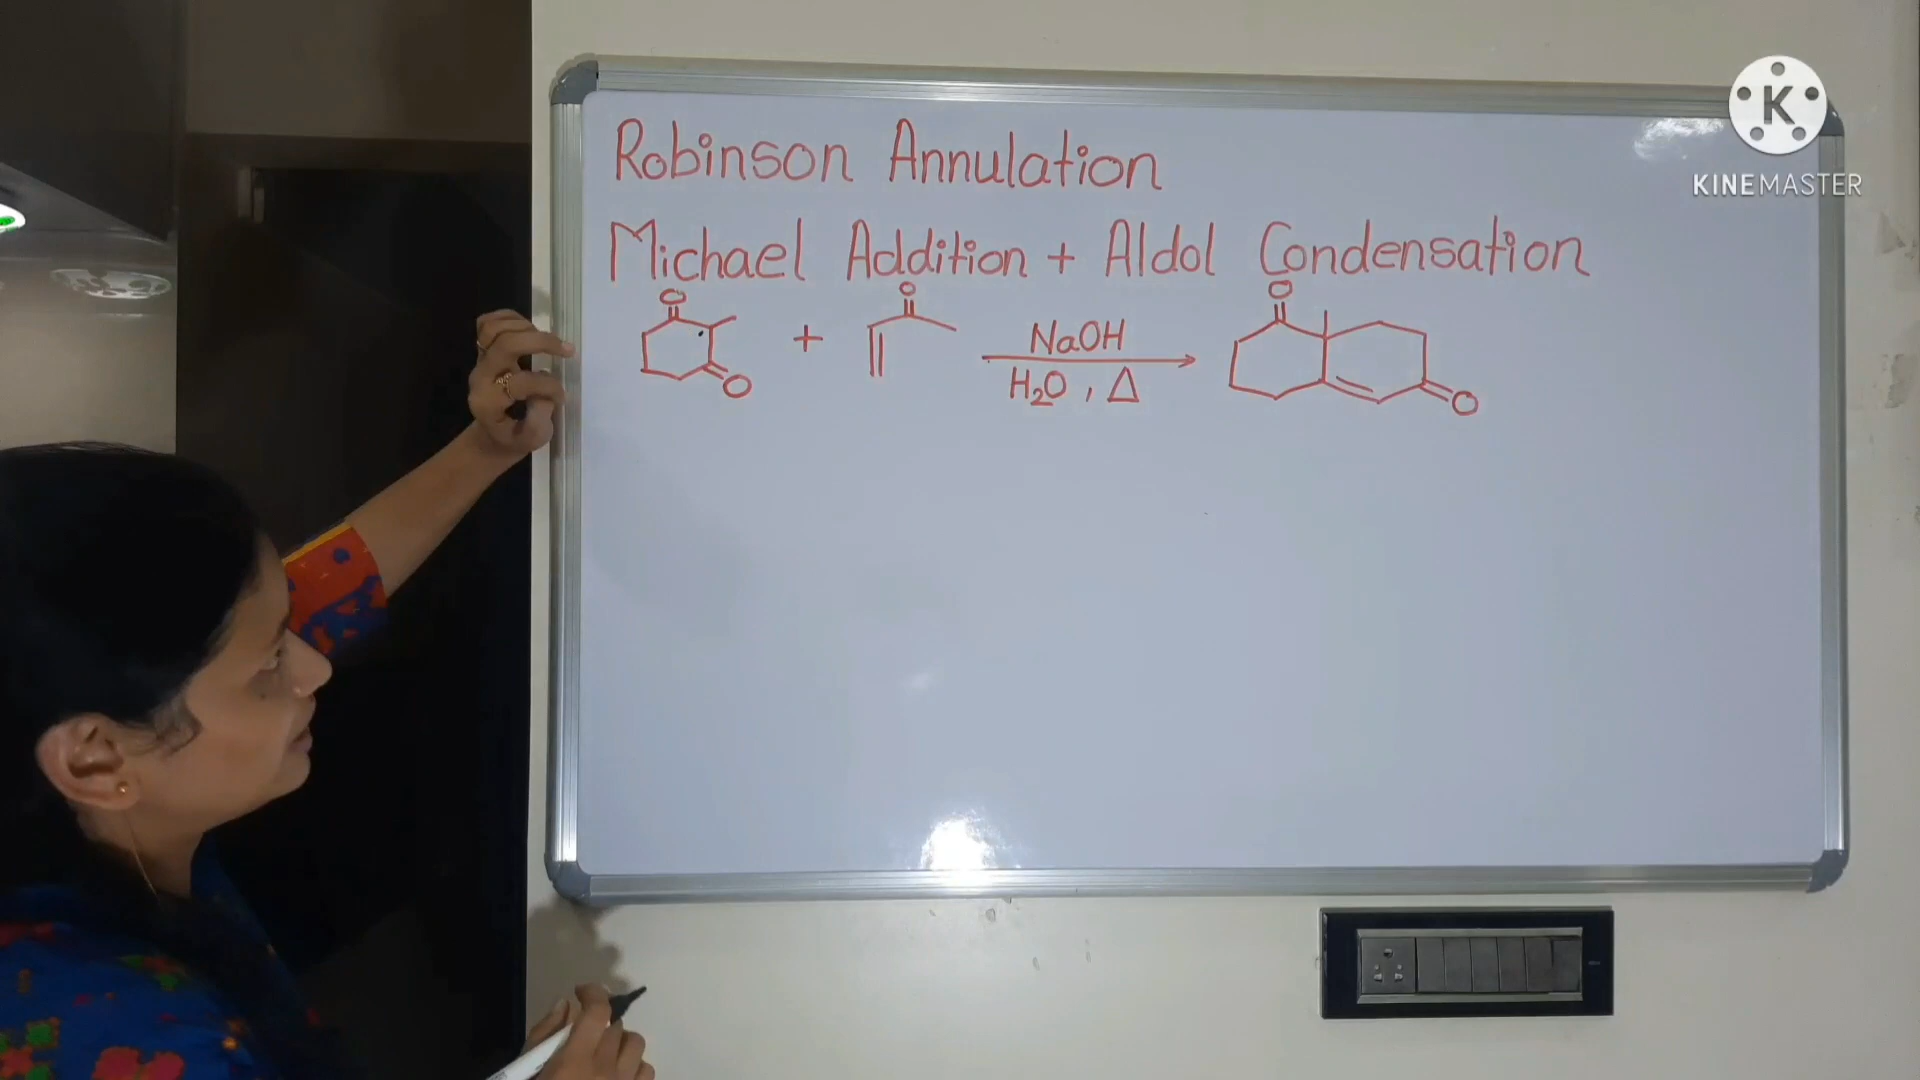 Robinson Annulation
Michael Addition + Aldol Condensation
O
O
+
O
NaOH
H₂O , Δ
O
O
K
KINEMASTER